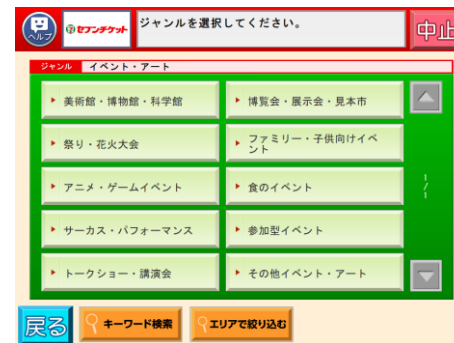 ヘルプ
セブンチケット
ジャンルを選択してください。
中止
ジャンル イベント・アート
美術館・博物館・科学館
博覧会・展示会・見本市
祭り・花火大会
ファミリー・子供向けイベ
ント
アニメ・ゲームイベント
食のイベント
1/1
サーカス・パフォーマンス
参加型イベント
トークショー・講演会
その他イベント・アート
戻る
キーワード検索
エリアで絞り込む